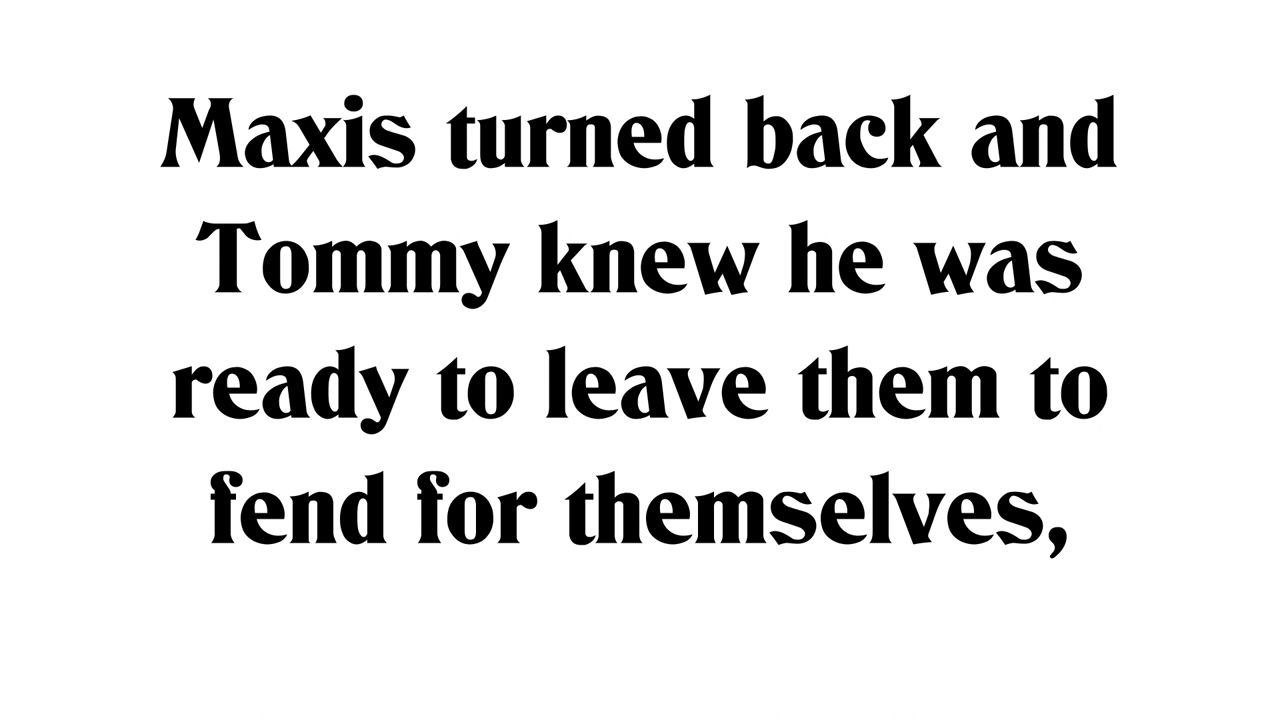 Maxis turned back and
Tommy knew he was
ready to leave them to
fend for themselves,